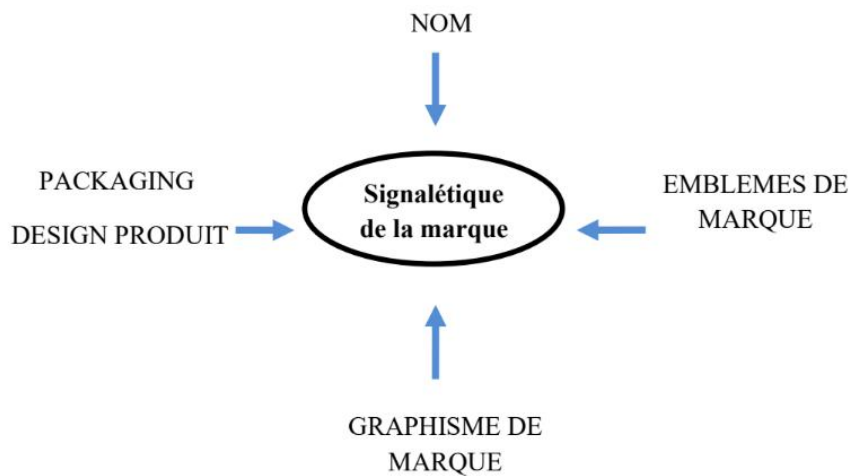 NOM
PACKAGING
DESIGN PRODUIT
Signalétique
de la marque
EMBLEMES DE
MARQUE
GRAPHISME DE
MARQUE